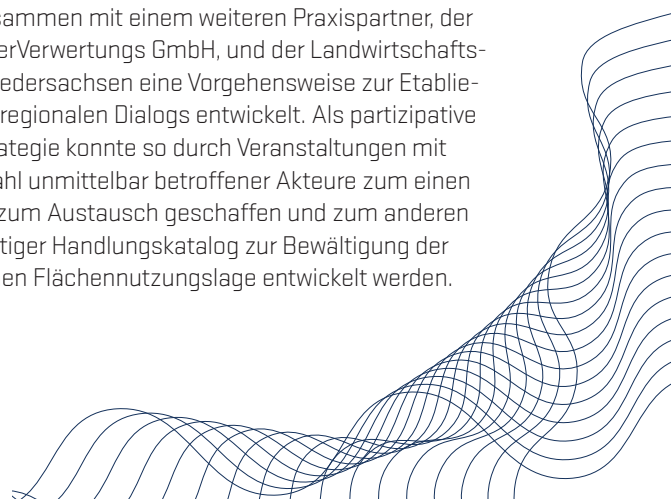 sammen mit einem weiteren Praxispartner, der
erVerwertungs GmbH, und der Landwirtschafts-
edersachsen eine Vorgehensweise zur Etablie-
regionalen Dialogs entwickelt. Als partizipative
ategie konnte so durch Veranstaltungen mit
ahl unmittelbar betroffener Akteure zum einen
zum Austausch geschaffen und zum anderen
tiger Handlungskatalog zur Bewältigung der
en Flächennutzungslage entwickelt werden.